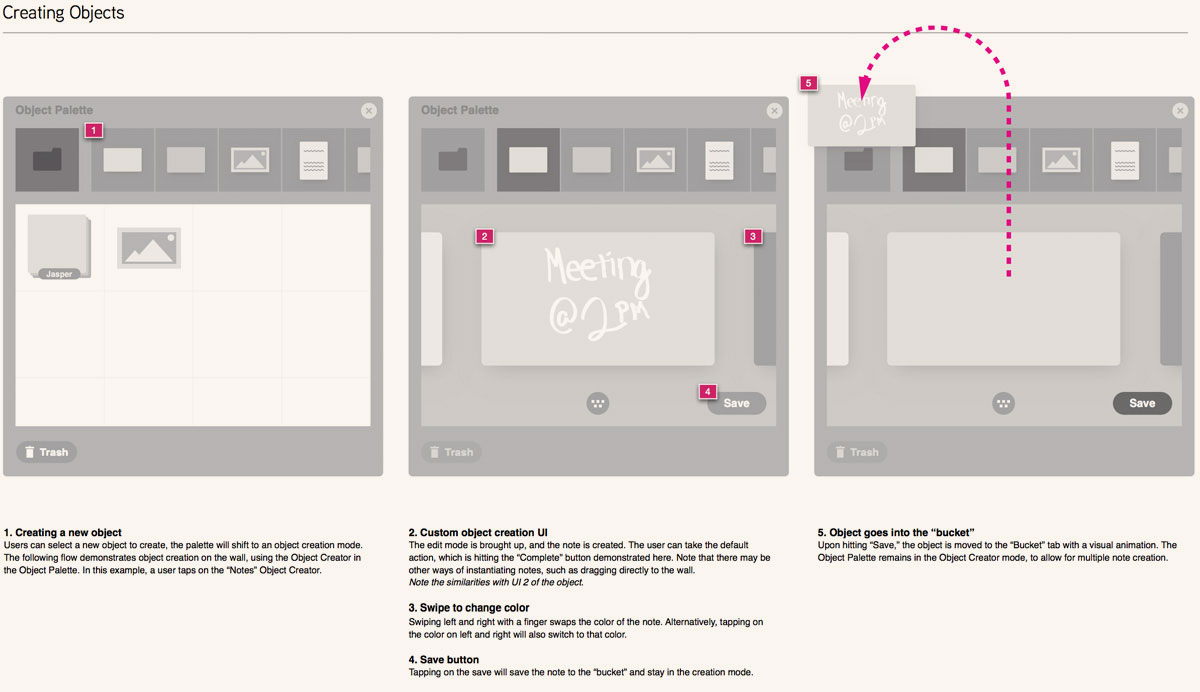 Creating Objects
Object Palette
1
Jasper
Trash
Object Palette
2
3
Meeting
@2PM
4
Save
Trash
5
Meeting
@2PM
Save
Trash
1. Creating a new object
Users can select a new object to create, the palette will shift to an object creation mode.
The following flow demonstrates object creation on the wall, using the Object Creator in
the Object Palette. In this example, a user taps on the “Notes” Object Creator.
2. Custom object creation UI
The edit mode is brought up, and the note is created. The user can take the default
action, which is hitting the “Complete” button demonstrated here. Note that there may be
other ways of instantiating notes, such as dragging directly to the wall.
Note the similarities with UI 2 of the object.
3. Swipe to change color
Swiping left and right with a finger swaps the color of the note. Alternatively, tapping on
the color on left and right will also switch to that color.
4. Save button
Tapping on the save will save the note to the “bucket” and stay in the creation mode.
5. Object goes into the “bucket”
Upon hitting “Save,” the object is moved to the “Bucket” tab with a visual animation. The
Object Palette remains in the Object Creator mode, to allow for multiple note creation.